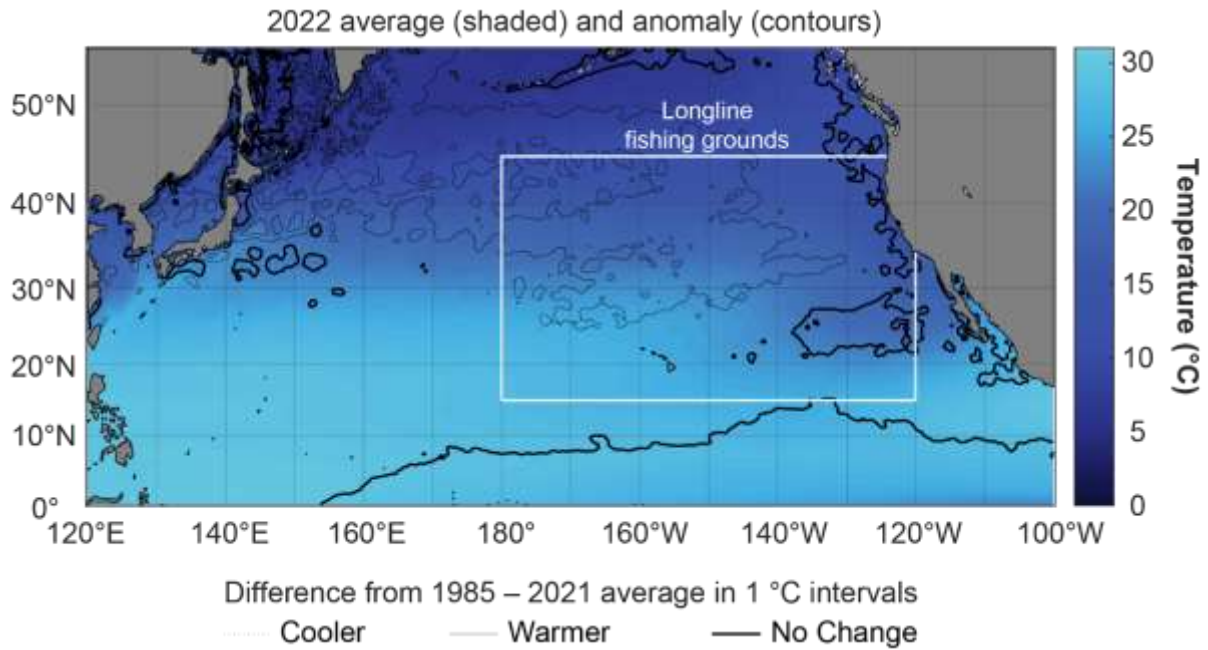 2022 average (shaded) and anomaly (contours)
50°N
40°N
30°N
20°N
10°N
0°
Longline
fishing grounds
120°E 140°E 160°E 180° 160°W 140°W 120°W 100°W
30
25
20
15
10
5
0
Temperature (°C)
Difference from 1985 – 2021 average in 1 °C intervals
Cooler Warmer No Change